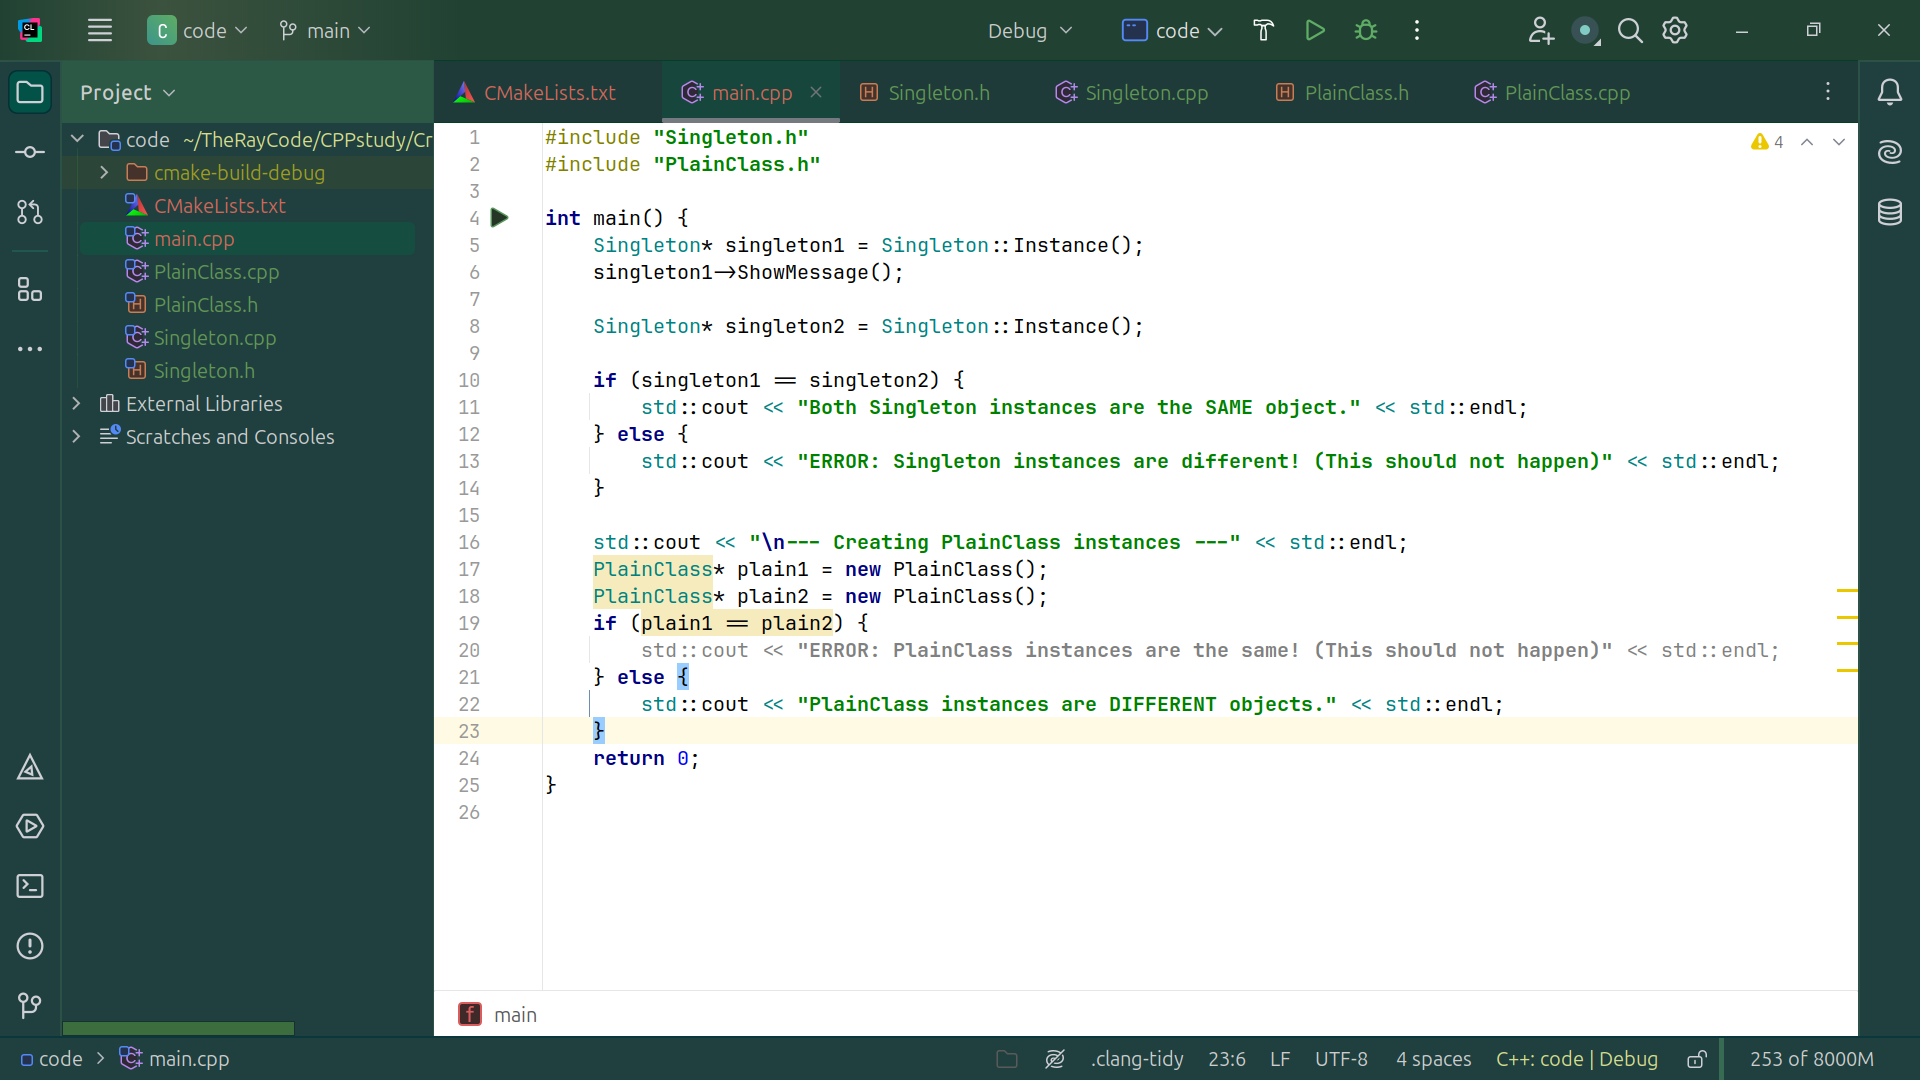 CL
C code main
Debug code
Project
code ~/TheRayCode/CPPstudy/Cr
cmake-build-debug
CMakeLists.txt
main.cpp
PlainClass.cpp
PlainClass.h
Singleton.cpp
Singleton.h
External Libraries
Scratches and Consoles
CMakeLists.txt main.cpp Singleton.h Singleton.cpp PlainClass.h PlainClass.cpp
4
1 #include "Singleton.h"
2 #include "PlainClass.h"
3
4 int main() {
5 Singleton* singleton1 = Singleton::Instance();
6 singleton1->ShowMessage();
7
8 Singleton* singleton2 = Singleton::Instance();
9
10 if (singleton1 == singleton2) {
11 std::cout << "Both Singleton instances are the SAME object." << std::endl;
12 } else {
13 std::cout << "ERROR: Singleton instances are different! (This should not happen)" << std::endl;
14 }
15
16 std::cout << "\n--- Creating PlainClass instances ---" << std::endl;
17 PlainClass* plain1 = new PlainClass();
18 PlainClass* plain2 = new PlainClass();
19 if (plain1 == plain2) {
20 std::cout << "ERROR: PlainClass instances are the same! (This should not happen)" << std::endl;
21 } else {
22 std::cout << "PlainClass instances are DIFFERENT objects." << std::endl;
23 }
24 return 0;
25 }
26
f main
code > main.cpp .clang-tidy 23:6 LF UTF-8 4 spaces C++: code | Debug 253 of 8000M